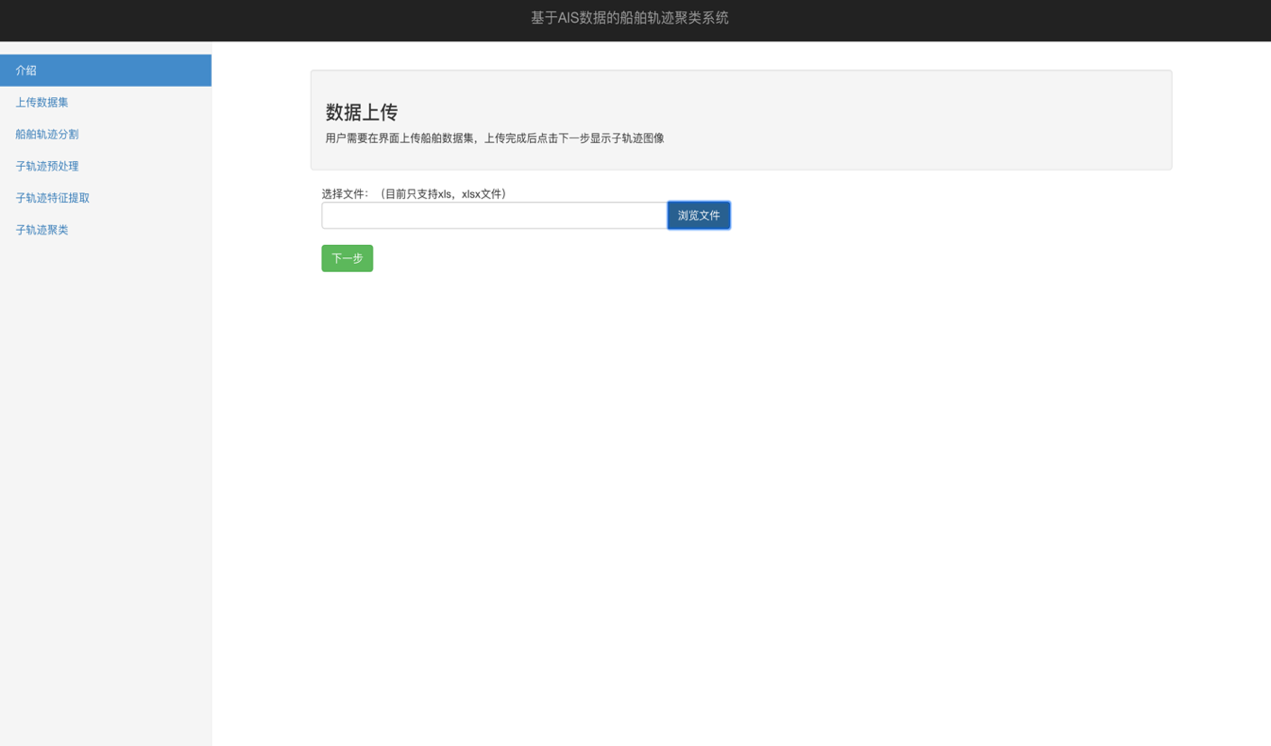 基于AIS数据的船舶轨迹聚类系统
介绍
上传数据集
船舶轨迹分割
子轨迹预处理
子轨迹特征提取
子轨迹聚类
数据上传
用户需要在界面上传船舶数据集，上传完成后点击下一步显示子轨迹图像
选择文件：（目前只支持xls，xlsx文件）
浏览文件
下一步